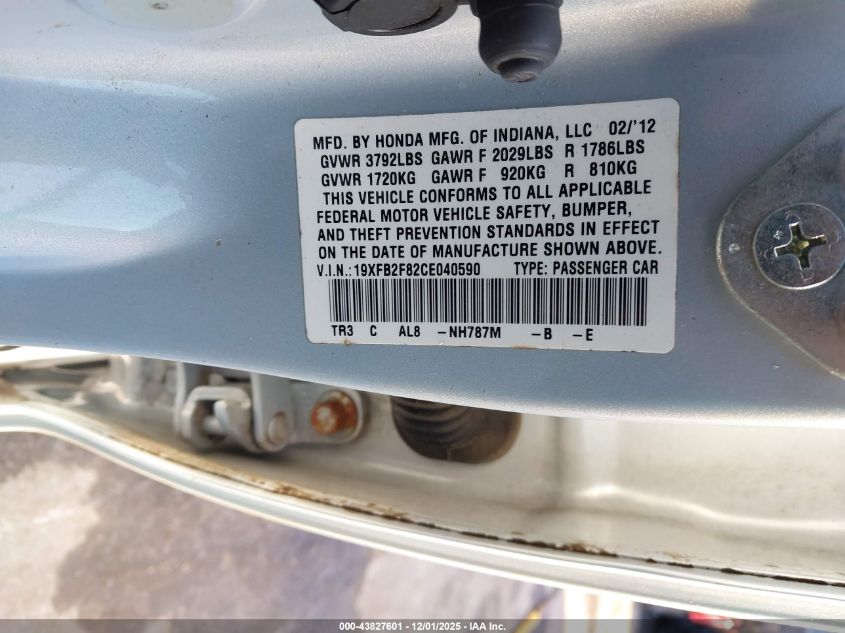 MFD. BY HONDA MFG. OF INDIANA, LLC 02/'12
GVWR 3792LBS GAWR F 2029LBS R 1786LBS
GVWR 1720KG GAWR F 920KG R 810KG
THIS VEHICLE CONFORMS TO ALL APPLICABLE
FEDERAL MOTOR VEHICLE SAFETY, BUMPER,
AND THEFT PREVENTION STANDARDS IN EFFECT
ON THE DATE OF MANUFACTURE SHOWN ABOVE.
V.I.N.:19XFB2F82CE040590 TYPE: PASSENGER CAR
TR3 C AL8 -NH787M -B -E
000-43827601 - 12/01/2025 - IAA Inc.